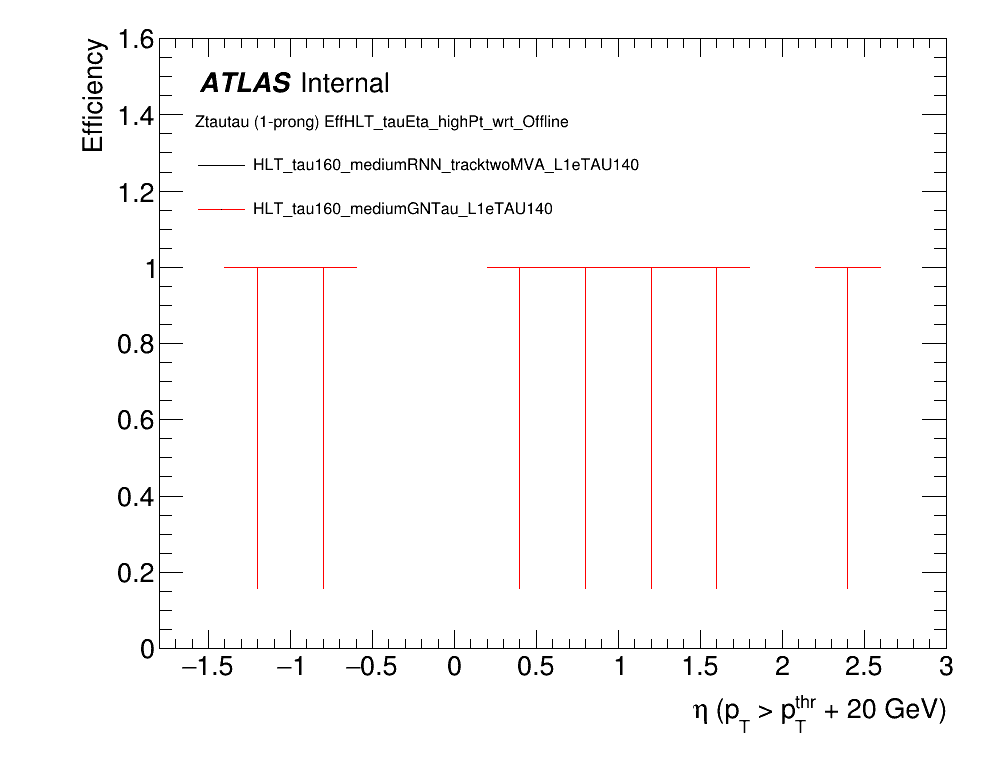 Efficiency
1.6
1.4
1.2
1
0.8
0.6
0.4
0.2
0
ATLAS Internal
Ztautau (1-prong) EffHLT_tauEta_highPt_wrt_Offline
HLT_tau160_mediumRNN_tracktwoMVA_L1eTAU140
HLT_tau160_mediumGNTau_L1eTAU140
−1.5 −1 −0.5 0 0.5 1 1.5 2 2.5 3
η (p_T > p_T^thr + 20 GeV)